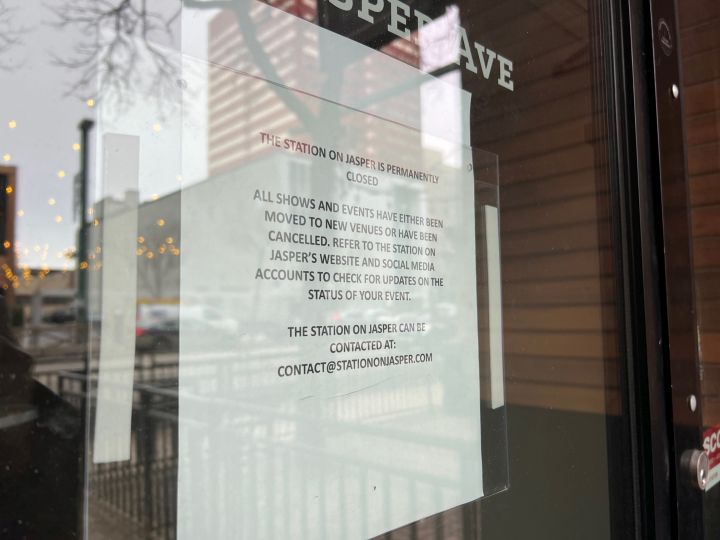 SPER AVE
THE STATION ON JASPER IS PERMANENTLY
CLOSED
ALL SHOWS AND EVENTS HAVE EITHER BEEN
MOVED TO NEW VENUES OR HAVE BEEN
CANCELLED. REFER TO THE STATION ON
JASPER'S WEBSITE AND SOCIAL MEDIA
ACCOUNTS TO CHECK FOR UPDATES ON THE
STATUS OF YOUR EVENT.
THE STATION ON JASPER CAN BE
CONTACTED AT:
CONTACT@STATIONONJASPER.COM
SCO